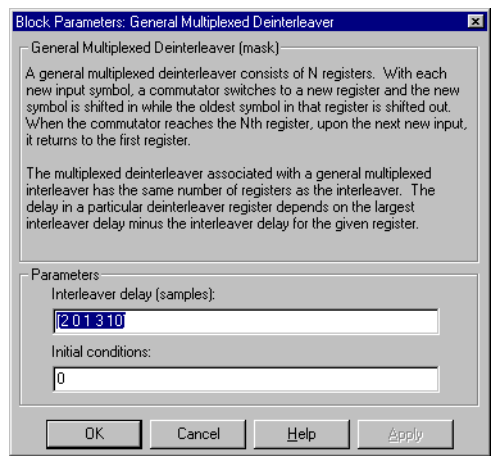 Block Parameters: General Multiplexed Deinterleaver
General Multiplexed Deinterleaver (mask)
A general multiplexed deinterleaver consists of N registers. With each
new input symbol, a commutator switches to a new register and the new
symbol is shifted in while the oldest symbol in that register is shifted out.
When the commutator reaches the Nth register, upon the next new input,
it returns to the first register.
The multiplexed deinterleaver associated with a general multiplexed
interleaver has the same number of registers as the interleaver. The
delay in a particular deinterleaver register depends on the largest
interleaver delay minus the interleaver delay for the given register.
Parameters
Interleaver delay (samples):
[2 0 1 3 10]'
Initial conditions:
0
OK Cancel Help Apply